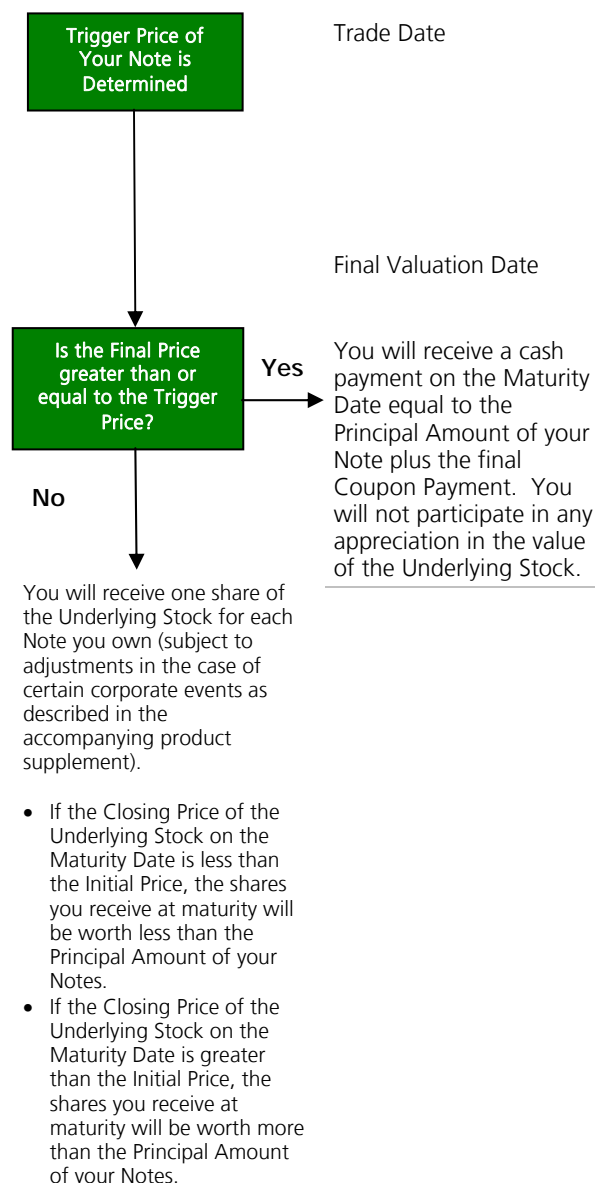 Trigger Price of
Your Note is
Determined
Trade Date
Final Valuation Date
Is the Final Price
greater than or
equal to the Trigger
Price?
Yes
You will receive a cash
payment on the Maturity
Date equal to the
Principal Amount of your
Note plus the final
Coupon Payment.  You
will not participate in any
appreciation in the value
of the Underlying Stock.
No
You will receive one share of
the Underlying Stock for each
Note you own (subject to
adjustments in the case of
certain corporate events as
described in the
accompanying product
supplement).
• If the Closing Price of the
Underlying Stock on the
Maturity Date is less than
the Initial Price, the shares
you receive at maturity will
be worth less than the
Principal Amount of your
Notes.
• If the Closing Price of the
Underlying Stock on the
Maturity Date is greater
than the Initial Price, the
shares you receive at
maturity will be worth more
than the Principal Amount
of your Notes.